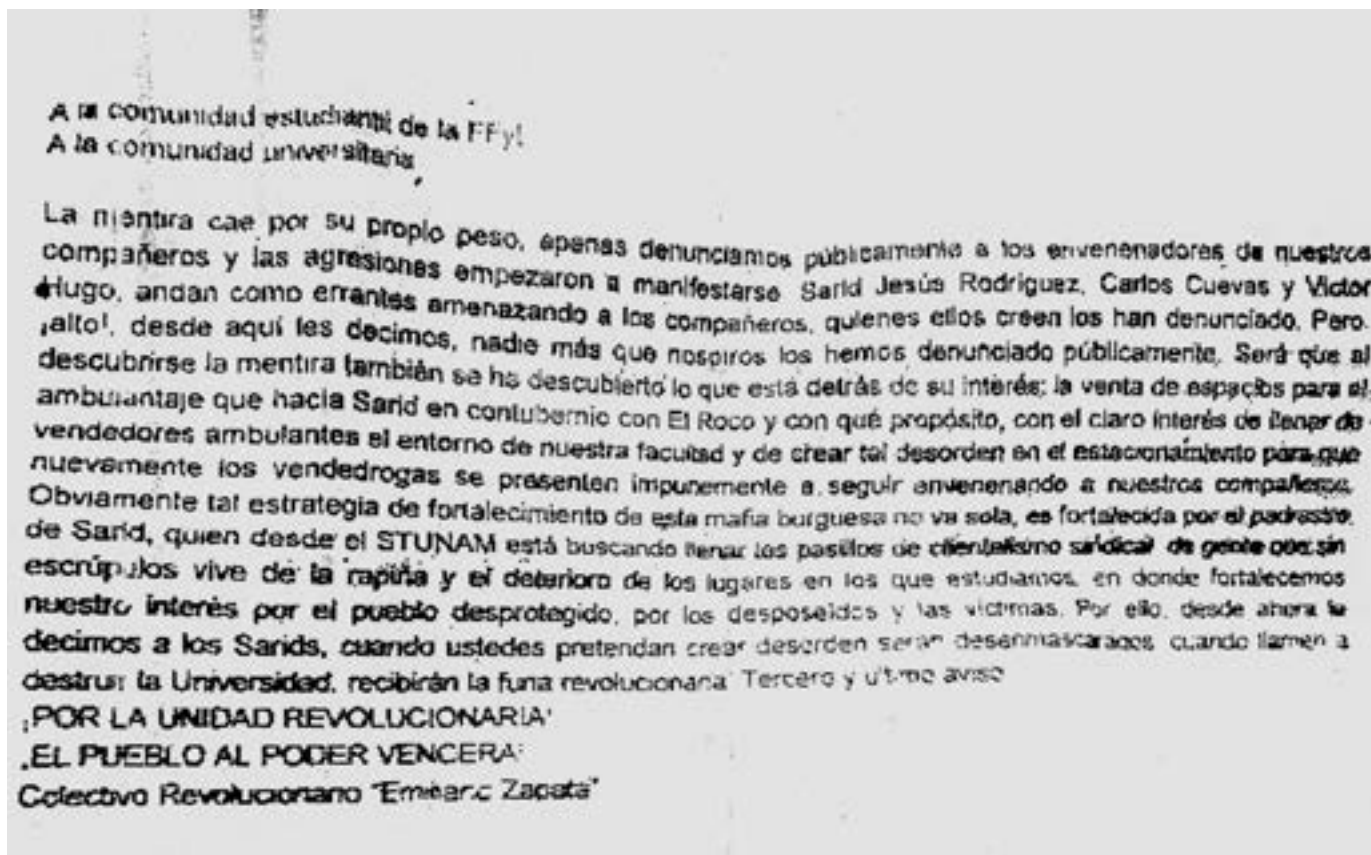 A la comunidad estudiantil de la FFyL
A la comunidad universitaria
La mentira cae por su propio peso, apenas denunciamos públicamente a los envenenadores de nuestros
compañeros y las agresiones empezaron a manifestarse Sarid Jesús Rodriguez, Carlos Cuevas y Victor
Hugo, andan como errantes amenazando a los compañeros, quienes ellos creen los han denunciado. Pero,
¡alto!, desde aquí les decimos, nadie más que nosotros los hemos denunciado públicamente. Será que al
descubrirse la mentira también se ha descubierto lo que está detrás de su interés: la venta de espacios para el
ambulantaje que hacía Sarid en contubernio con El Roco y con qué propósito, con el claro interés de llenar de
vendedores ambulantes el entorno de nuestra facultad y de crear tal desorden en el estacionamiento para que
nuevamente los vendedrogas se presenten impunemente a seguir envenenando a nuestros compañeros.
Obviamente tal estrategia de fortalecimiento de esta mafia burguesa no va sola, es fortalecida por el padrastro
de Sarid, quien desde el STUNAM está buscando llenar los pasillos de clientelismo sindical de gente que sin
escrúpulos vive de la rapiña y el deterioro de los lugares en los que estudiamos, en donde fortalecemos
nuestro interés por el pueblo desprotegido, por los desposeídos y las víctimas. Por ello, desde ahora le
decimos a los Sarids, cuando ustedes pretendan crear desorden serán desenmascarados, cuando llamen a
destruir la Universidad, recibirán la furia revolucionaria. Tercero y último aviso
¡POR LA UNIDAD REVOLUCIONARIA!
¡EL PUEBLO AL PODER VENCERA!
Colectivo Revolucionario "Emiliano Zapata"